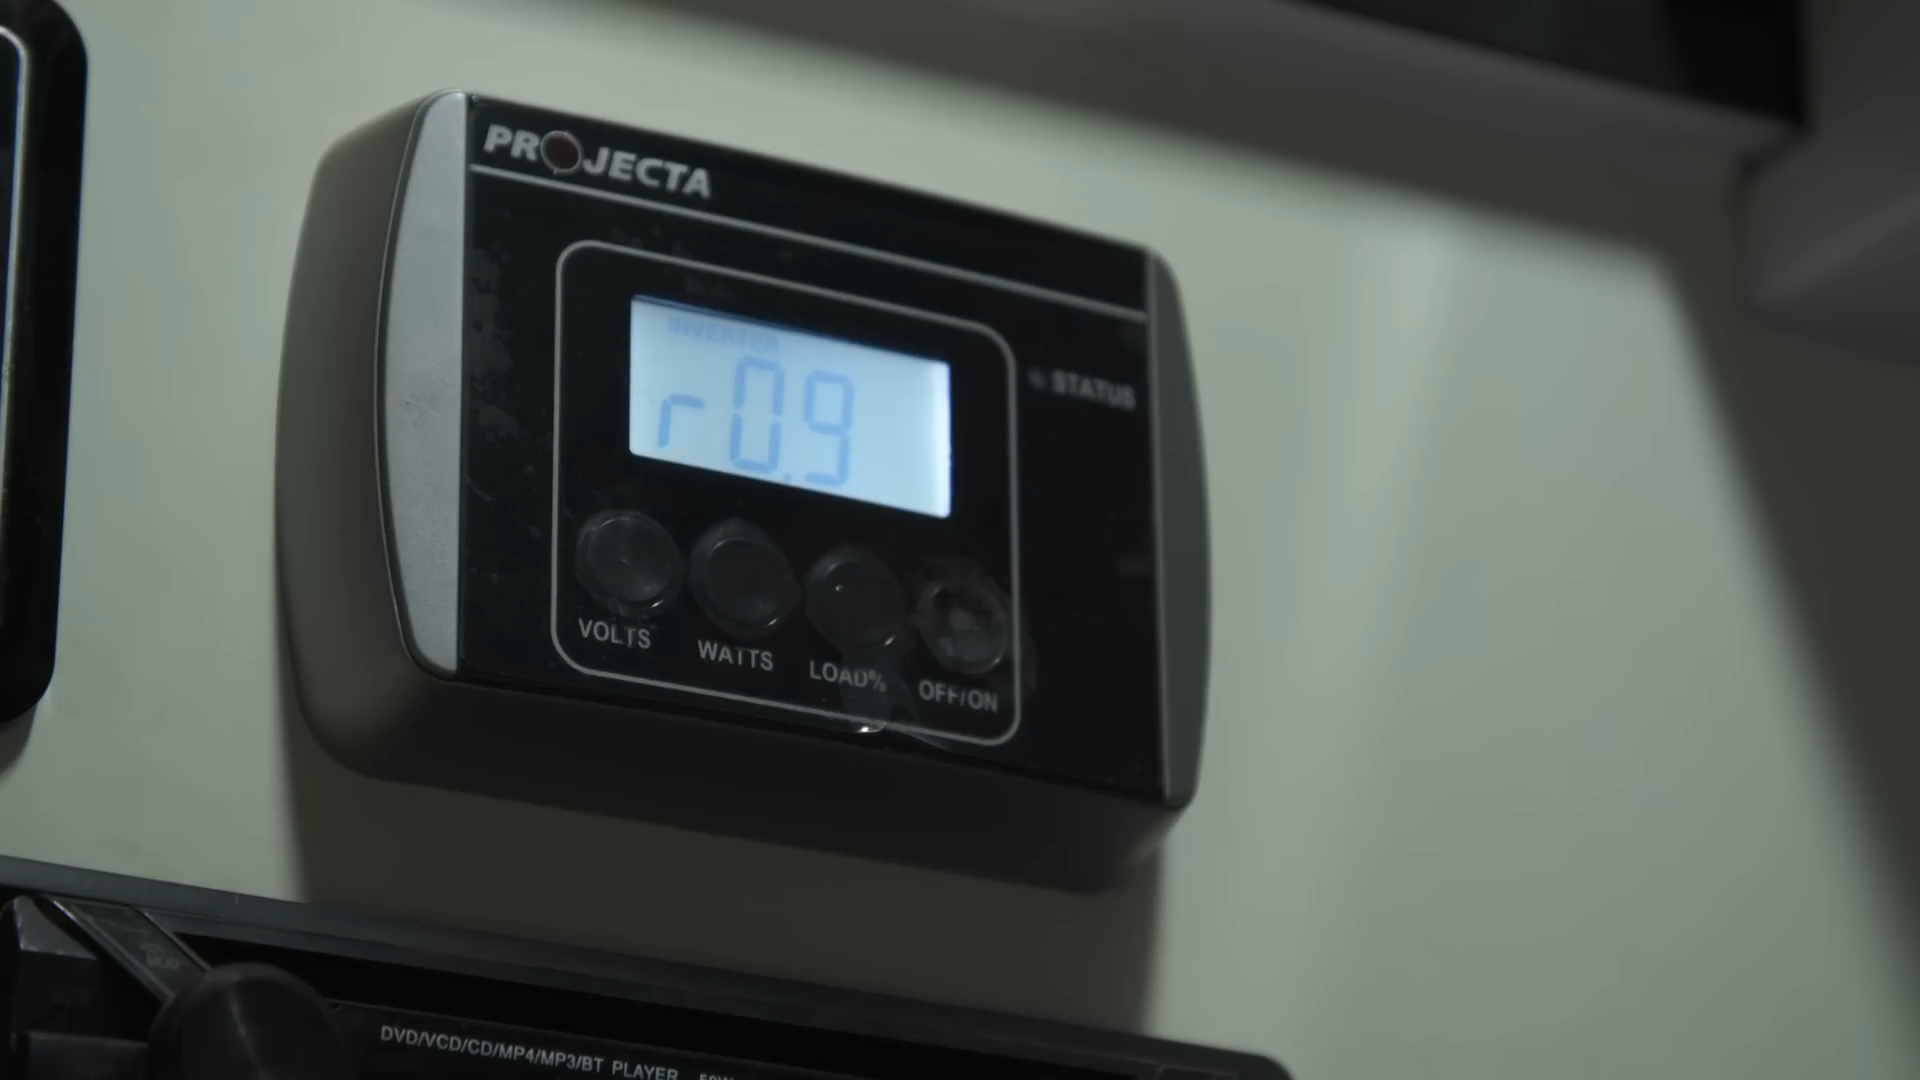 PROJECTA
INVERTER
r0.9
STATUS
VOLTS
WATTS
LOAD%
OFF/ON
DVD/VCD/CD/MP4/MP3/BT PLAYER